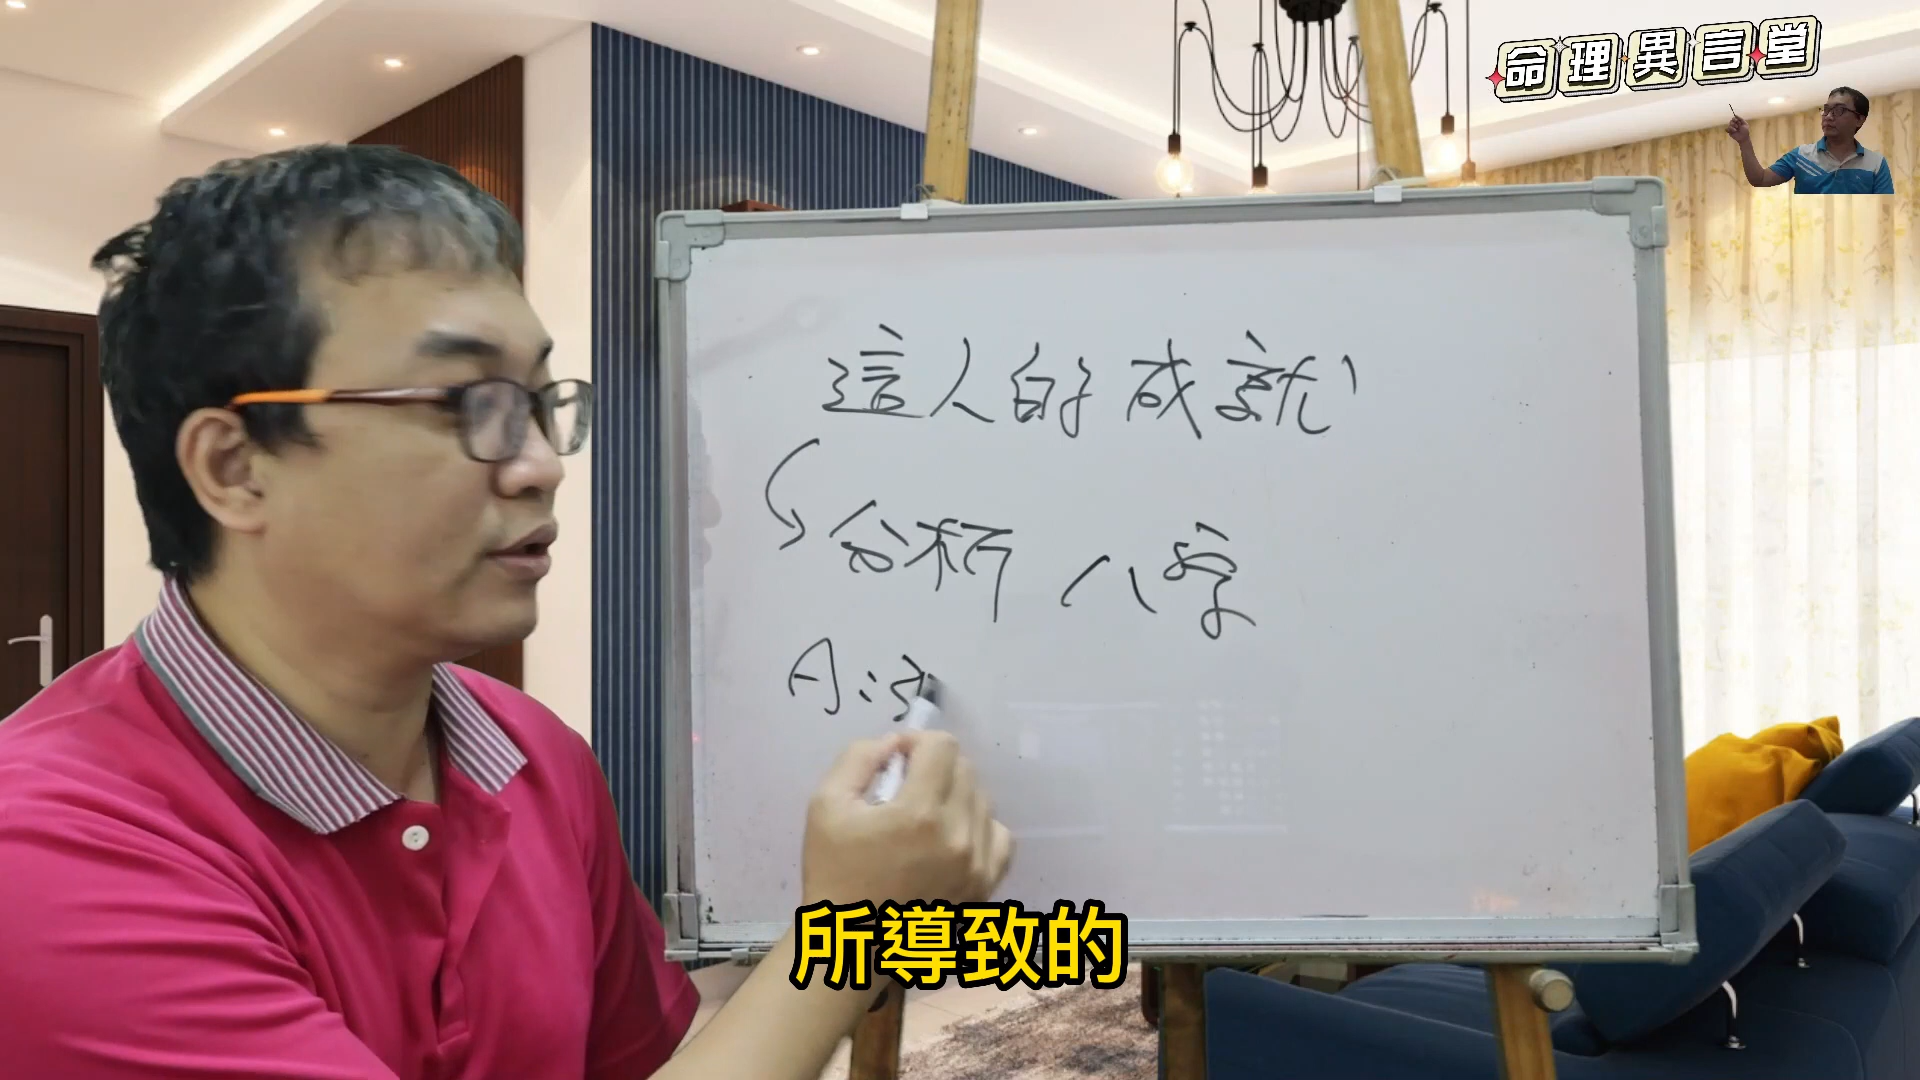 命理異言堂
這人的成就
分析 八字
A:
所導致的